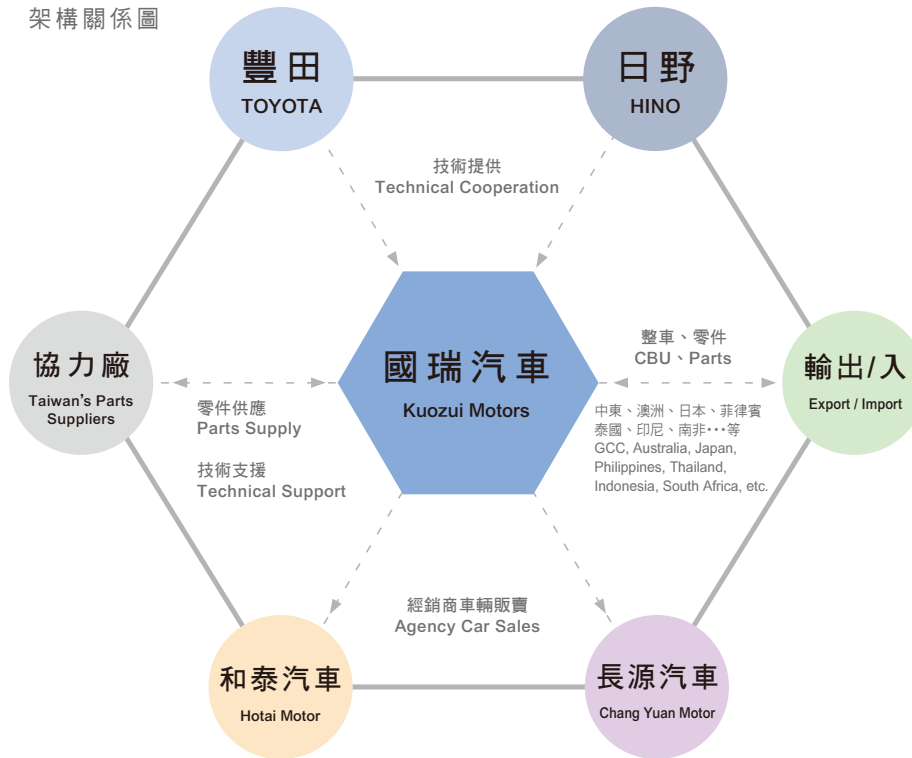 架構關係圖
豐田
TOYOTA
日野
HINO
技術提供
Technical Cooperation
協力廠
Taiwan's Parts
Suppliers
零件供應
Parts Supply
技術支援
Technical Support
國瑞汽車
Kuozui Motors
整車、零件
CBU、Parts
中東、澳洲、日本、菲律賓
泰國、印尼、南非•••等
GCC, Australia, Japan,
Philippines, Thailand,
Indonesia, South Africa, etc.
輸出/入
Export / Import
經銷商車輛販賣
Agency Car Sales
和泰汽車
Hotai Motor
長源汽車
Chang Yuan Motor